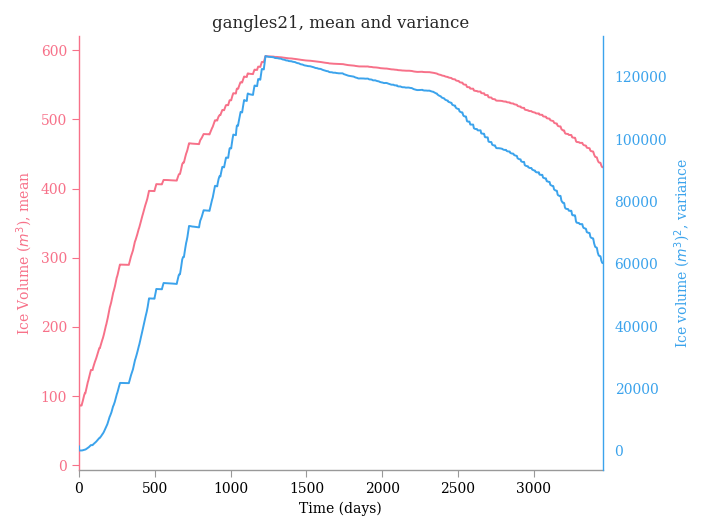 gangles21, mean and variance
600
500
400
300
200
100
0
Ice Volume (m³), mean
120000
100000
80000
60000
40000
20000
0
Ice volume (m³)², variance
0 500 1000 1500 2000 2500 3000
Time (days)